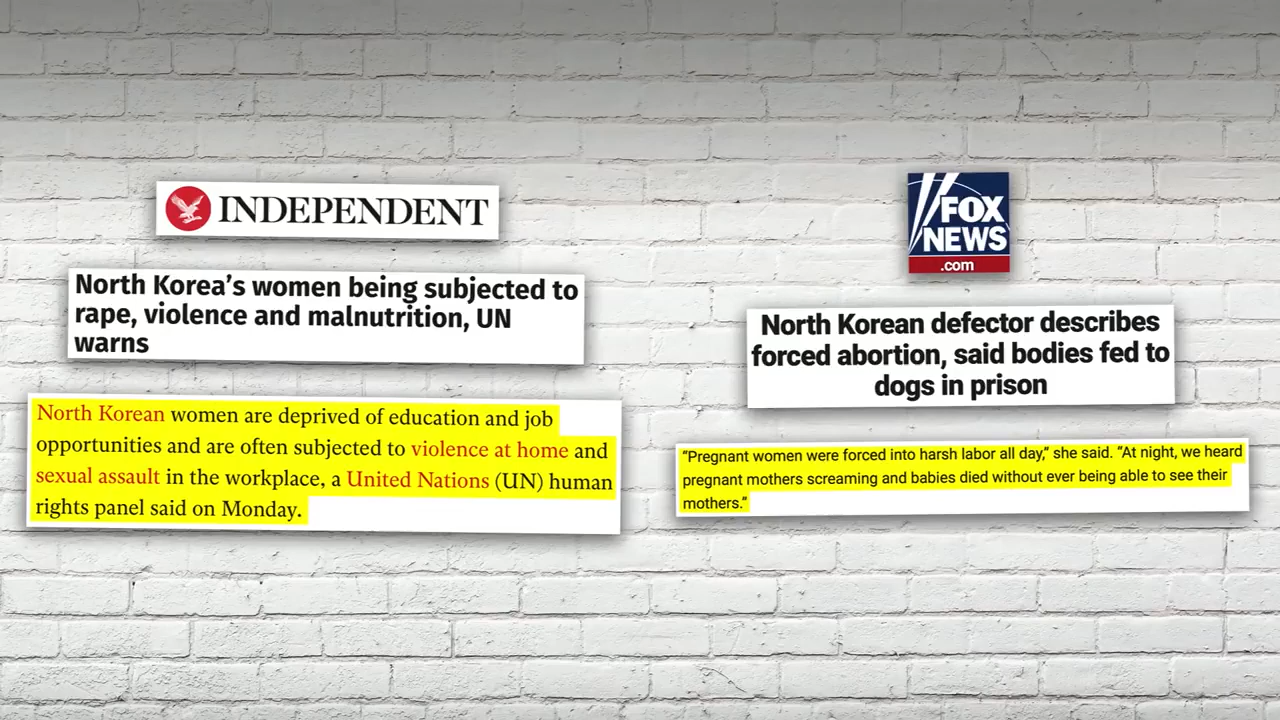 INDEPENDENT
North Korea's women being subjected to
rape, violence and malnutrition, UN
warns
North Korean women are deprived of education and job
opportunities and are often subjected to violence at home and
sexual assault in the workplace, a United Nations (UN) human
rights panel said on Monday.
FOX
NEWS
.com
North Korean defector describes
forced abortion, said bodies fed to
dogs in prison
“Pregnant women were forced into harsh labor all day,” she said. “At night, we heard
pregnant mothers screaming and babies died without ever being able to see their
mothers.”